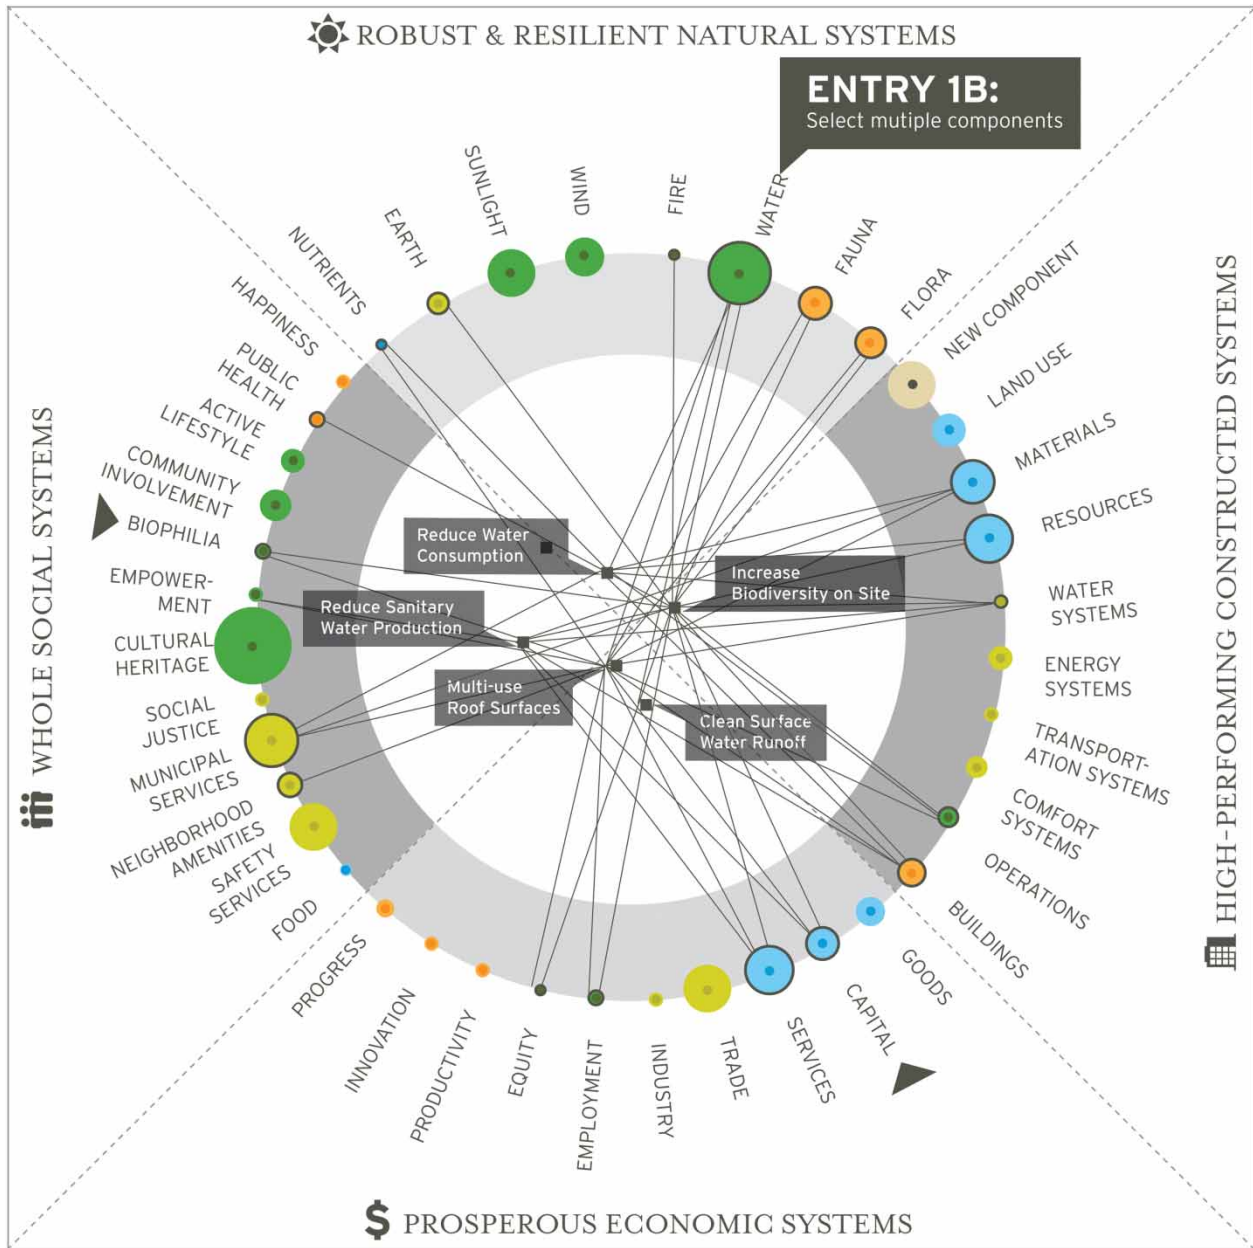 ROBUST & RESILIENT NATURAL SYSTEMS
ENTRY 1B:
Select mutiple components
NUTRIENTS
EARTH
SUNLIGHT
WIND
FIRE
WATER
FAUNA
FLORA
NEW COMPONENT
LAND USE
MATERIALS
RESOURCES
WATER
SYSTEMS
ENERGY
SYSTEMS
TRANSPORT-
ATION SYSTEMS
COMFORT
SYSTEMS
OPERATIONS
BUILDINGS
HIGH-PERFORMING CONSTRUCTED SYSTEMS
GOODS
CAPITAL
SERVICES
TRADE
INDUSTRY
EMPLOYMENT
EQUITY
PRODUCTIVITY
INNOVATION
PROGRESS
PROSPEROUS ECONOMIC SYSTEMS
$
FOOD
SAFETY
SERVICES
NEIGHBORHOOD
AMENITIES
MUNICIPAL
SERVICES
SOCIAL
JUSTICE
CULTURAL
HERITAGE
EMPOWER-
MENT
BIOPHILIA
COMMUNITY
INVOLVEMENT
ACTIVE
LIFESTYLE
PUBLIC
HEALTH
HAPPINESS
WHOLE SOCIAL SYSTEMS
Reduce Water
Consumption
Increase
Biodiversity on Site
Reduce Sanitary
Water Production
Multi-use
Roof Surfaces
Clean Surface
Water Runoff